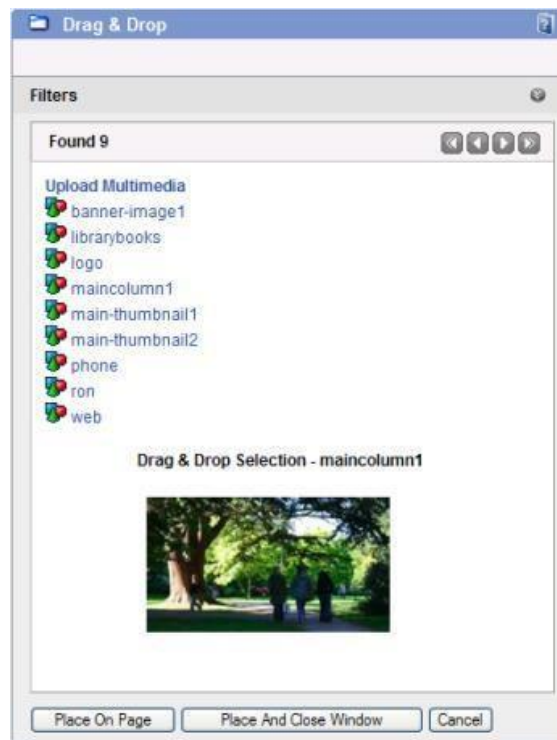 Drag & Drop
Filters
Found 9
Upload Multimedia
banner-image1
librarybooks
logo
maincolumn1
main-thumbnail1
main-thumbnail2
phone
ron
web
Drag & Drop Selection - maincolumn1
Place On Page Place And Close Window Cancel